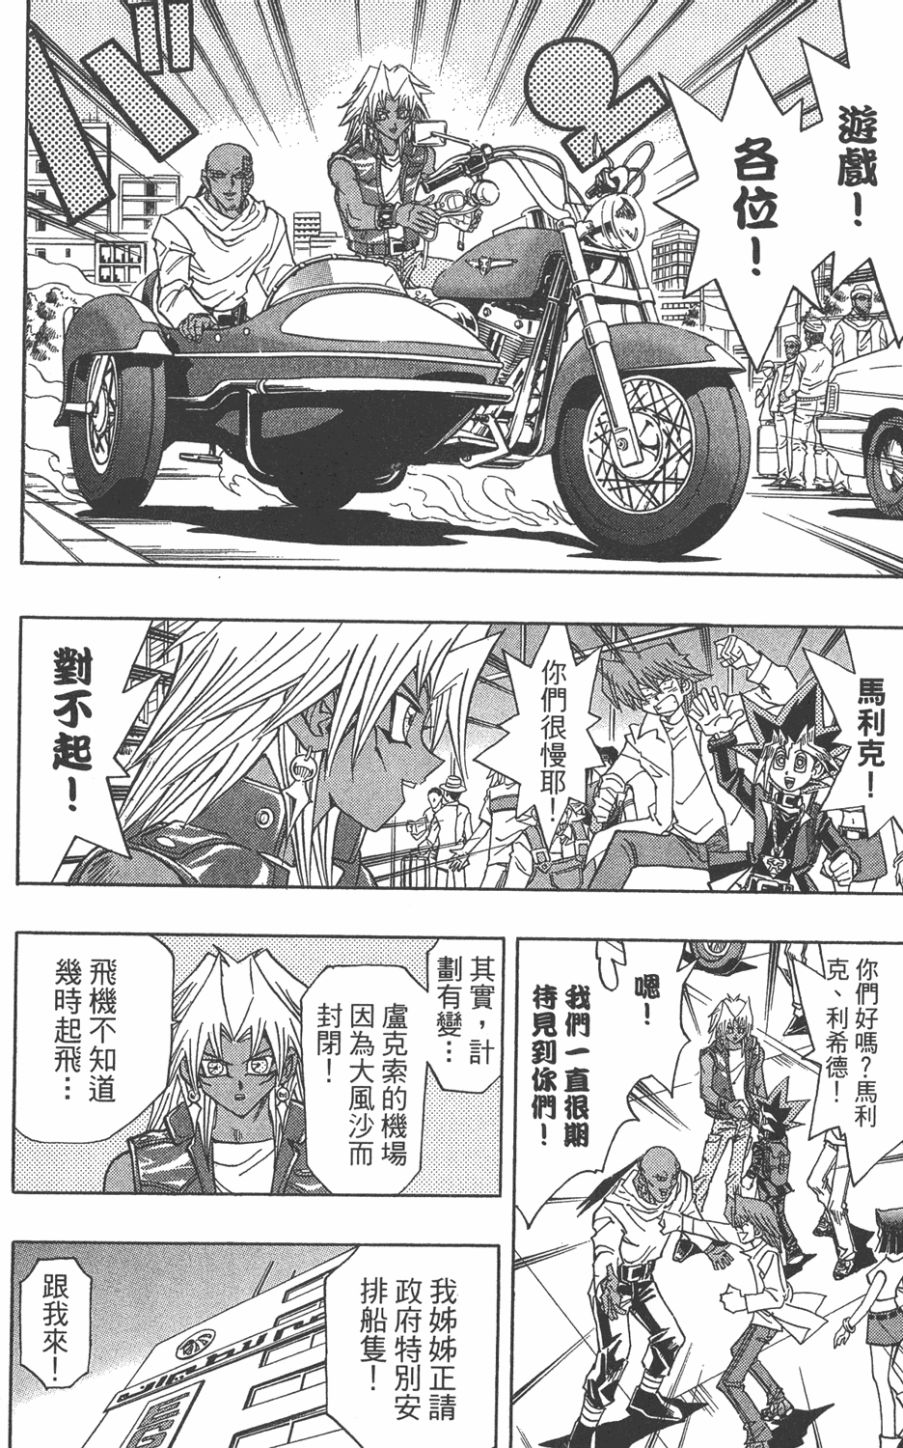 遊戲！
各位！
馬利克！
你們很慢耶！
對不起！
你們好嗎？馬利
克、利希德！
嗯！
我們一直很期
待見到你們！
其實，計
劃有變…
盧克索的機場
因為大風沙而
封閉！
飛機不知道
幾時起飛…
我姊姊正請
政府特別安
排船隻！
跟我來！